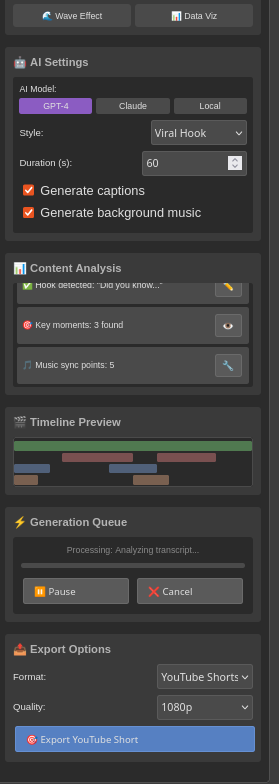 🌊 Wave Effect
📊 Data Viz
🤖 AI Settings
AI Model:
GPT-4
Claude
Local
Style:
Viral Hook
Duration (s):
60
Generate captions
Generate background music
📊 Content Analysis
✅ Hook detected: "Did you know..."
🎯 Key moments: 3 found
🎵 Music sync points: 5
🎬 Timeline Preview
⚡ Generation Queue
Processing: Analyzing transcript...
⏸️ Pause
❌ Cancel
📤 Export Options
Format:
YouTube Shorts
Quality:
1080p
🎯 Export YouTube Short